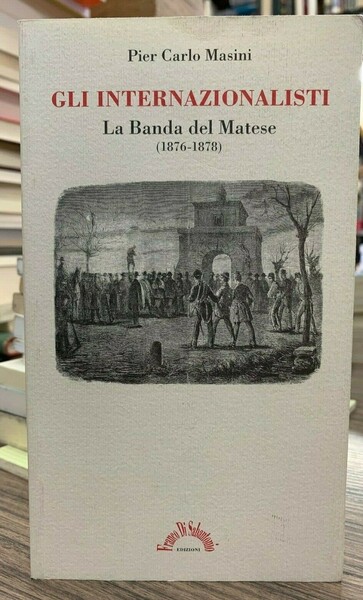 Pier Carlo Masini
GLI INTERNAZIONALISTI
La Banda del Matese
(1876-1878)
Franco Di Sabantonio
EDIZIONI